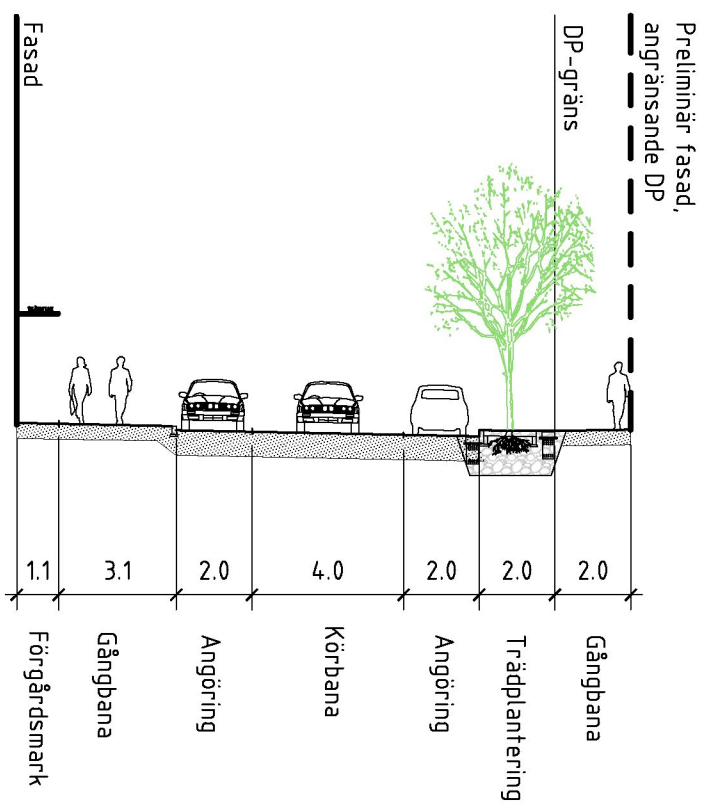 Fasad
DP-gräns
Preliminär fasad,
angränsande DP
1.1
3.1
2.0
4.0
2.0
2.0
2.0
Förgårdsmark
Gångbana
Angöring
Körbana
Angöring
Trädplantering
Gångbana